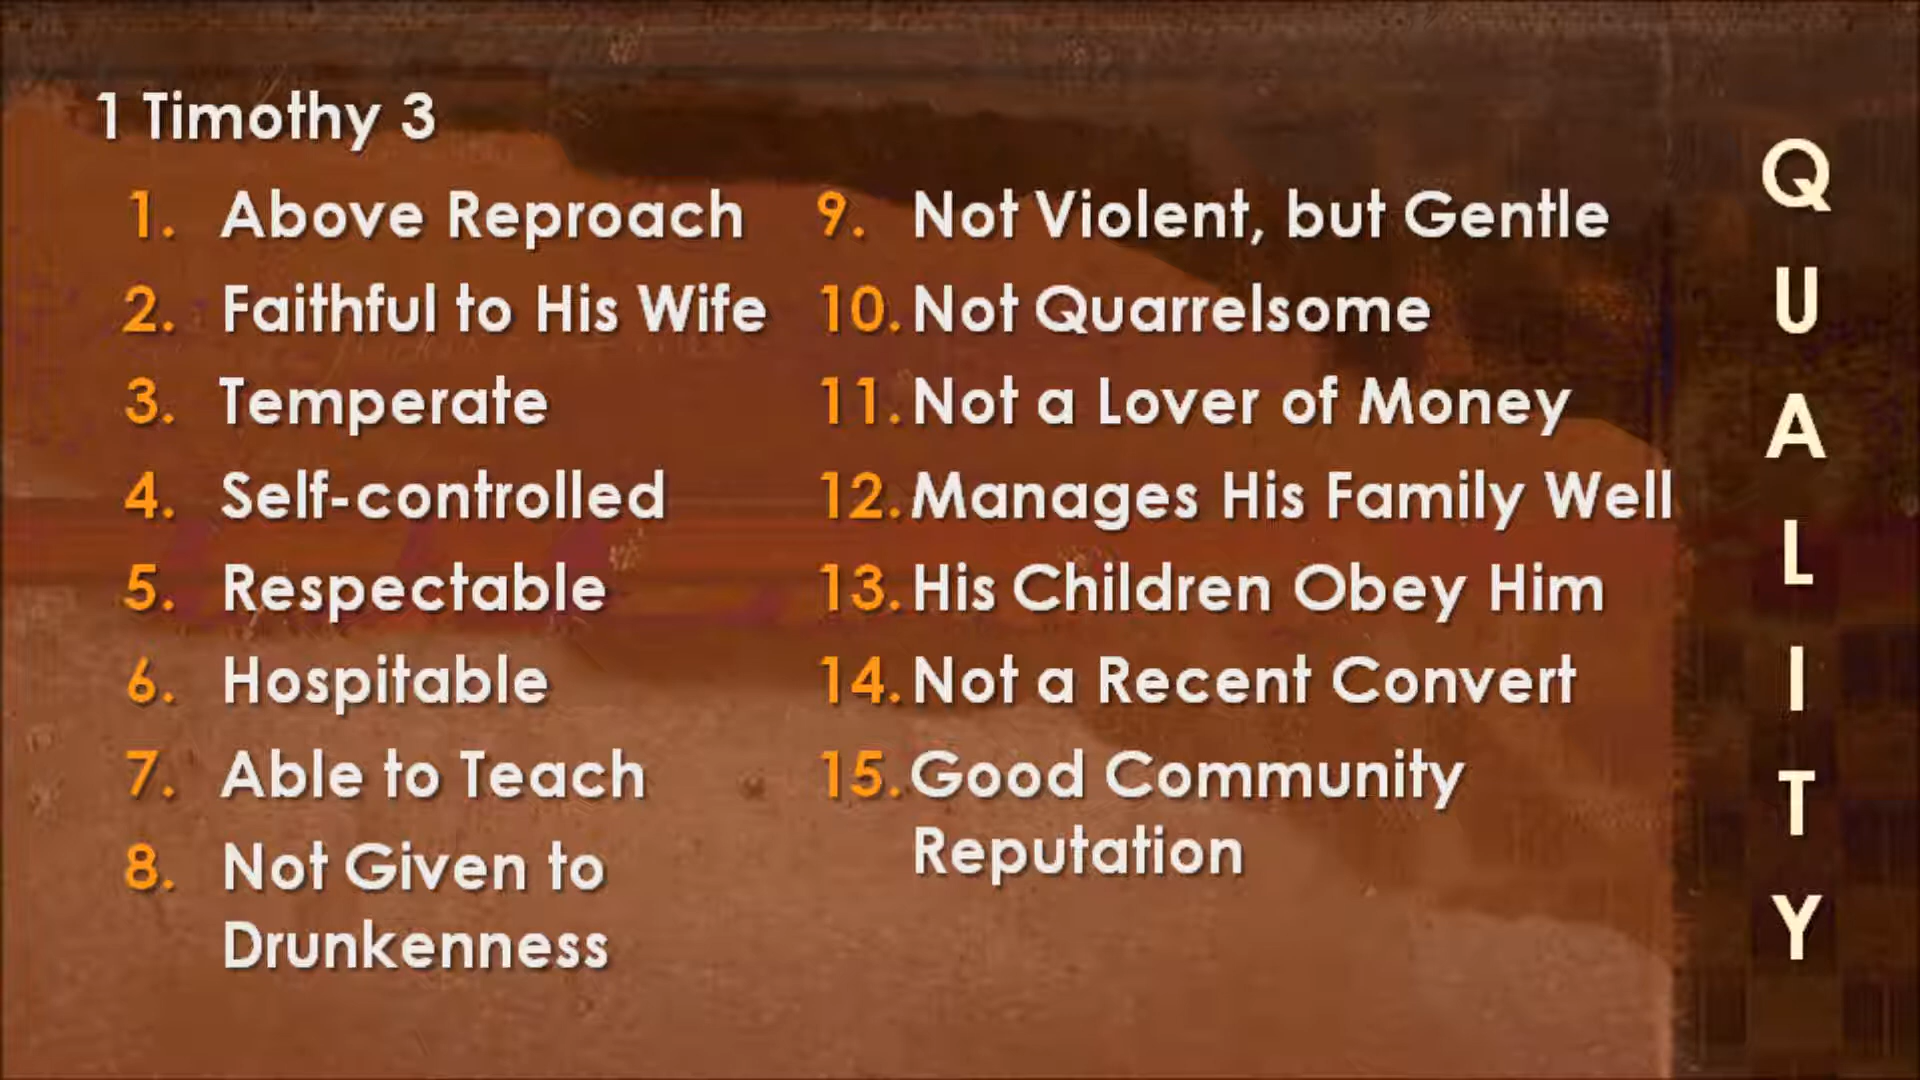 1 Timothy 3
1. Above Reproach
2. Faithful to His Wife
3. Temperate
4. Self-controlled
5. Respectable
6. Hospitable
7. Able to Teach
8. Not Given to
Drunkenness
9. Not Violent, but Gentle
10. Not Quarrelsome
11. Not a Lover of Money
12. Manages His Family Well
13. His Children Obey Him
14. Not a Recent Convert
15. Good Community
Reputation
QUALITY